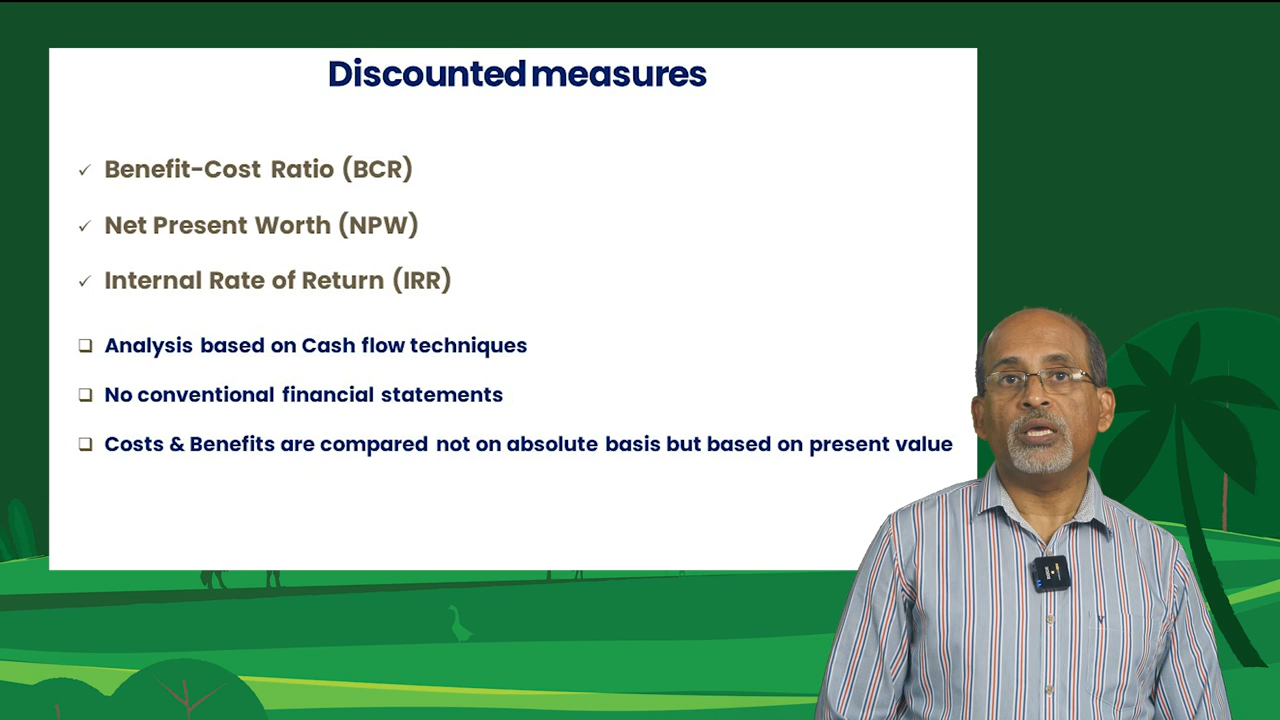 Discounted measures
Benefit-Cost Ratio (BCR)
Net Present Worth (NPW)
Internal Rate of Return (IRR)
Analysis based on Cash flow techniques
No conventional financial statements
Costs & Benefits are compared not on absolute basis but based on present value